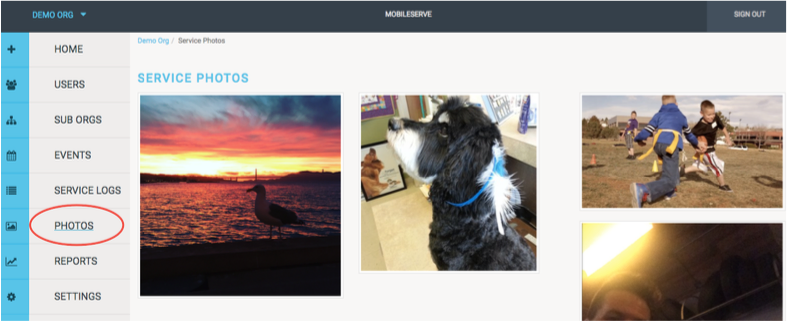 DEMO ORG
MOBILESERVE
SIGN OUT
HOME
USERS
SUB ORGS
EVENTS
SERVICE LOGS
PHOTOS
REPORTS
SETTINGS
Demo Org / Service Photos
SERVICE PHOTOS